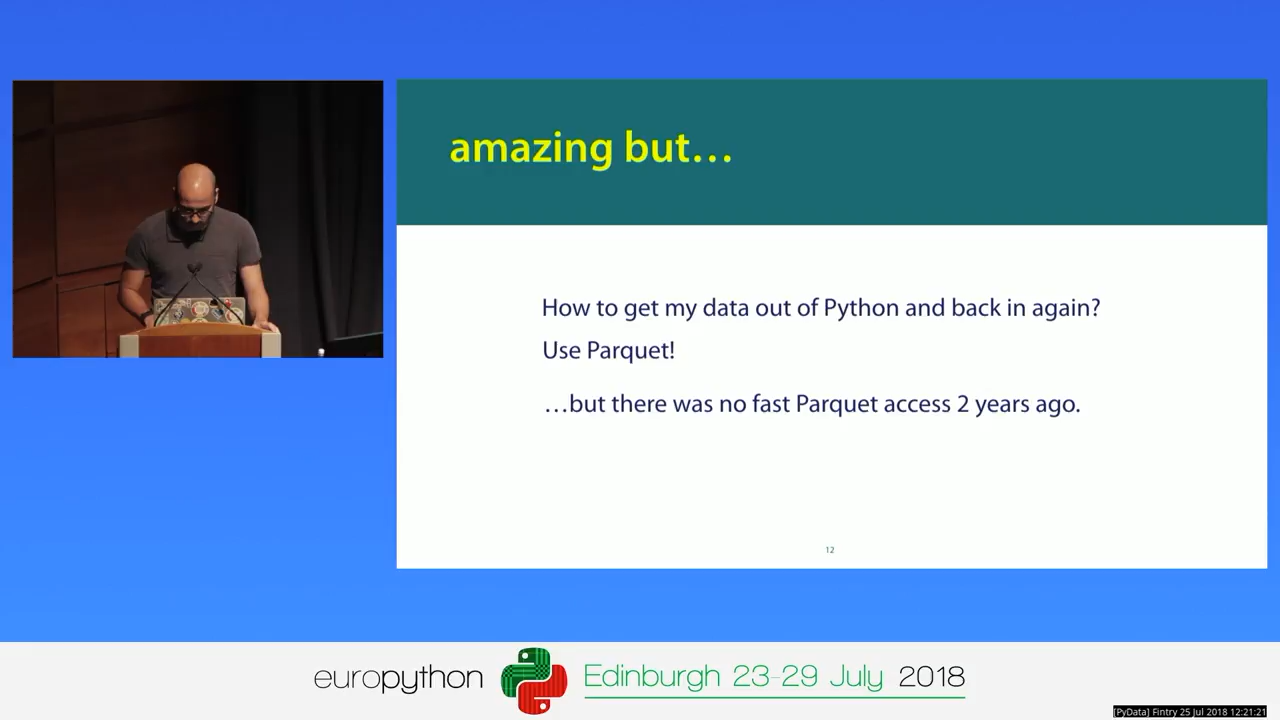 amazing but…
How to get my data out of Python and back in again?
Use Parquet!
…but there was no fast Parquet access 2 years ago.
12
europython Edinburgh 23-29 July 2018
[PyData] Fintry 25 Jul 2018 12:21:21